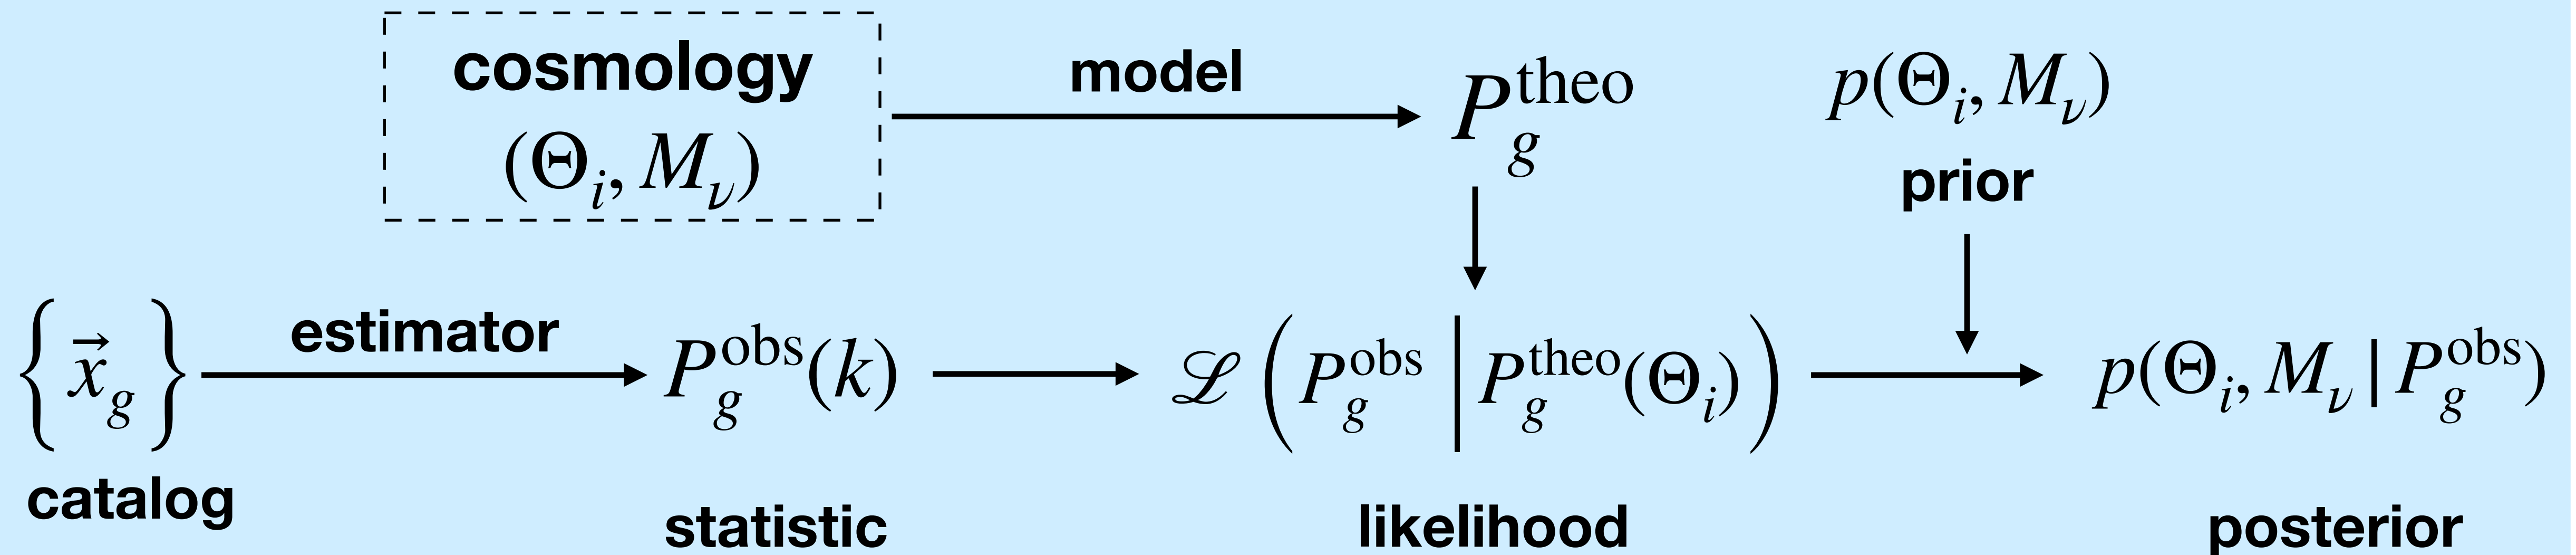 cosmology
(Θ_i, M_ν)
model
P_g^theo
p(Θ_i, M_ν)
prior
{x⃗_g}
catalog
estimator
P_g^obs(k)
statistic
ℒ(P_g^obs | P_g^theo(Θ_i))
likelihood
p(Θ_i, M_ν | P_g^obs)
posterior